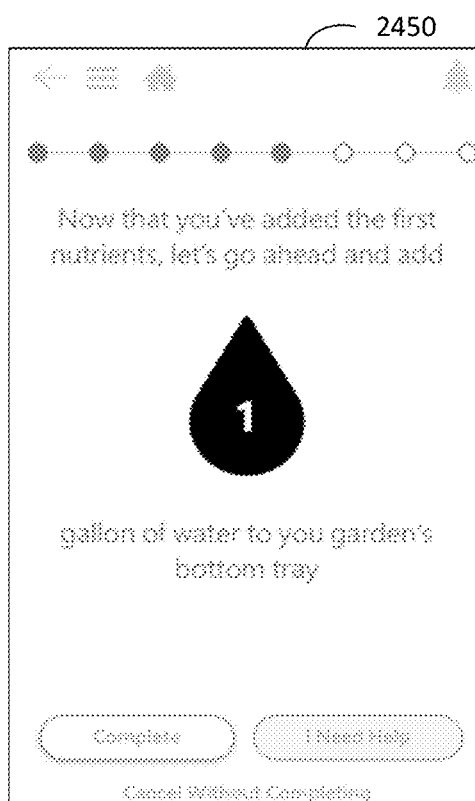 2450
Now that you've added the first
nutrients, let's go ahead and add
1
gallon of water to you garden's
bottom tray
Complete
I Need Help
Cancel Without Completing